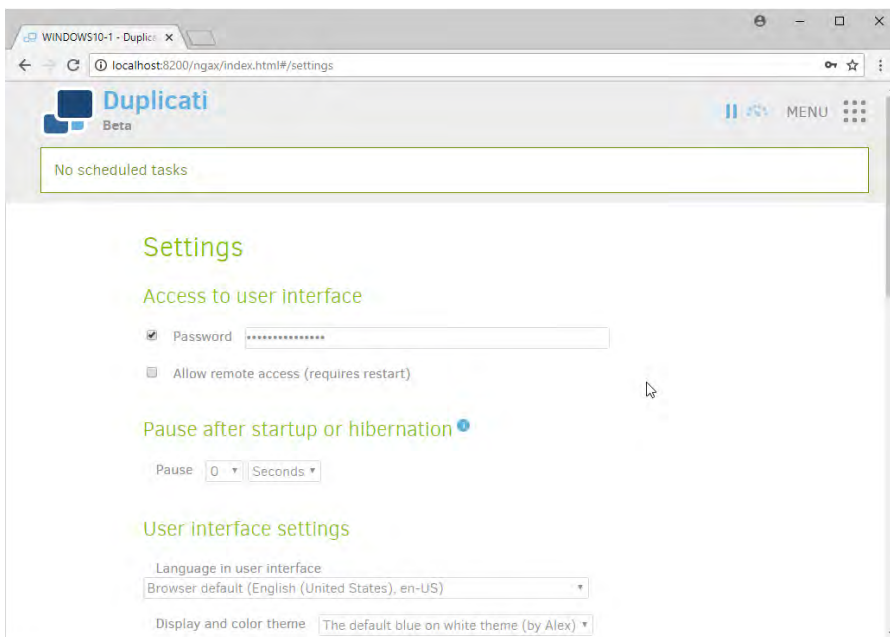 WINDOWS10-1 - Duplica
localhost:8200/ngax/index.html#/settings
Duplicati
Beta
MENU
No scheduled tasks
Settings
Access to user interface
Password •••••••••••••••
Allow remote access (requires restart)
Pause after startup or hibernation
Pause 0 Seconds
User interface settings
Language in user interface
Browser default (English (United States), en-US)
Display and color theme The default blue on white theme (by Alex)